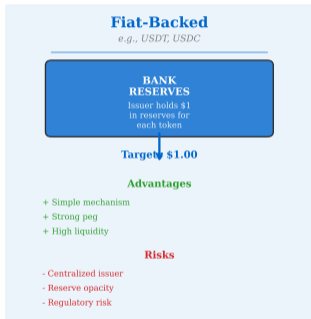 Fiat-Backed
e.g., USDT, USDC
BANK
RESERVES
Issuer holds $1
in reserves for
each token
Target: $1.00
Advantages
+ Simple mechanism
+ Strong peg
+ High liquidity
Risks
- Centralized issuer
- Reserve opacity
- Regulatory risk